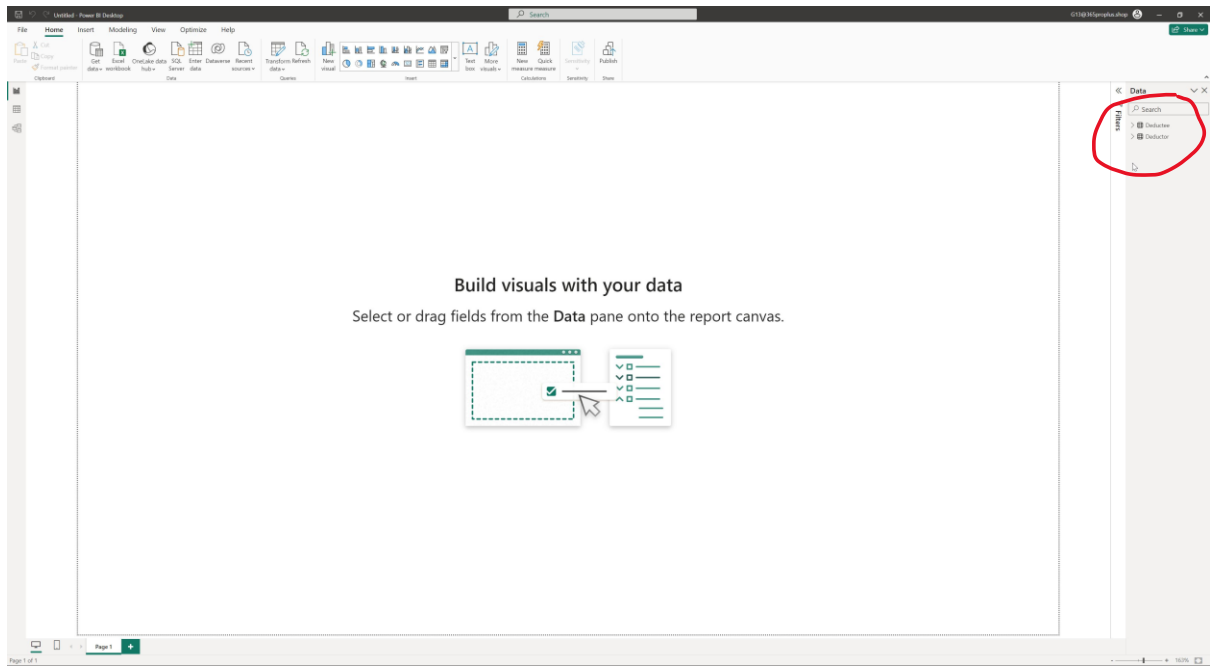 Untitled - Power BI Desktop
Search
G13@365proplus.shop
File Home Insert Modeling View Optimize Help
Share
Paste
Cut
Copy
Format painter
Get data
Excel workbook
OneLake data hub
SQL Server
Enter data
Dataverse
Recent sources
Transform data
Refresh
New visual
Text box
More visuals
New measure
Quick measure
Sensitivity
Publish
Clipboard
Data
Queries
Insert
Calculations
Sensitivity
Share
Data
Search
Filters
Deductee
Deductor
Build visuals with your data
Select or drag fields from the Data pane onto the report canvas.
Page 1
Page 1 of 1